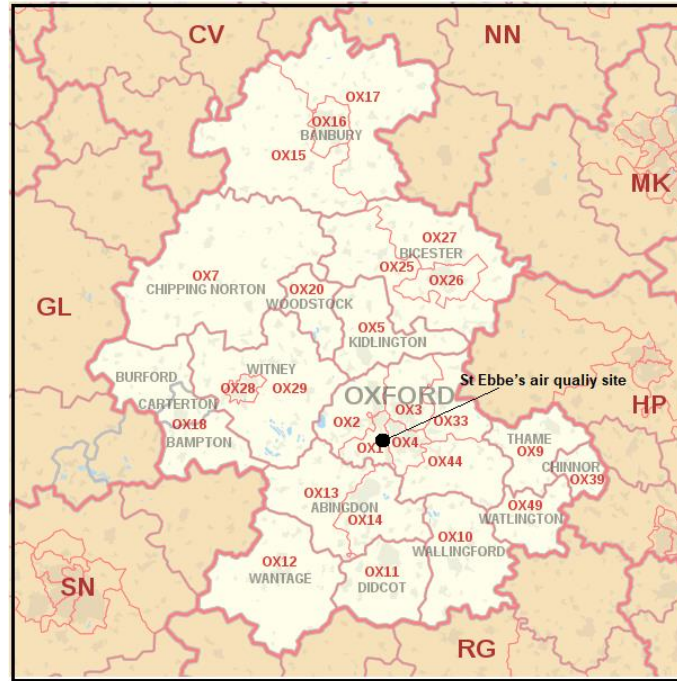 CV
NN
OX17
OX16
BANBURY
OX15
MK
OX27
BICESTER
OX25
OX26
OX7
CHIPPING NORTON
OX20
WOODSTOCK
GL
OX5
KIDLINGTON
WITNEY
BURFORD
OX28
OX29
St Ebbe's air qualiy site
OXFORD
HP
CARTERTON
OX3
OX18
OX2
OX33
BAMPTON
OX1
OX4
THAME
OX9
OX44
CHINNOR
OX39
OX13
ABINGDON
OX14
OX49
WATLINGTON
OX10
WALLINGFORD
OX12
WANTAGE
OX11
DIDCOT
SN
RG